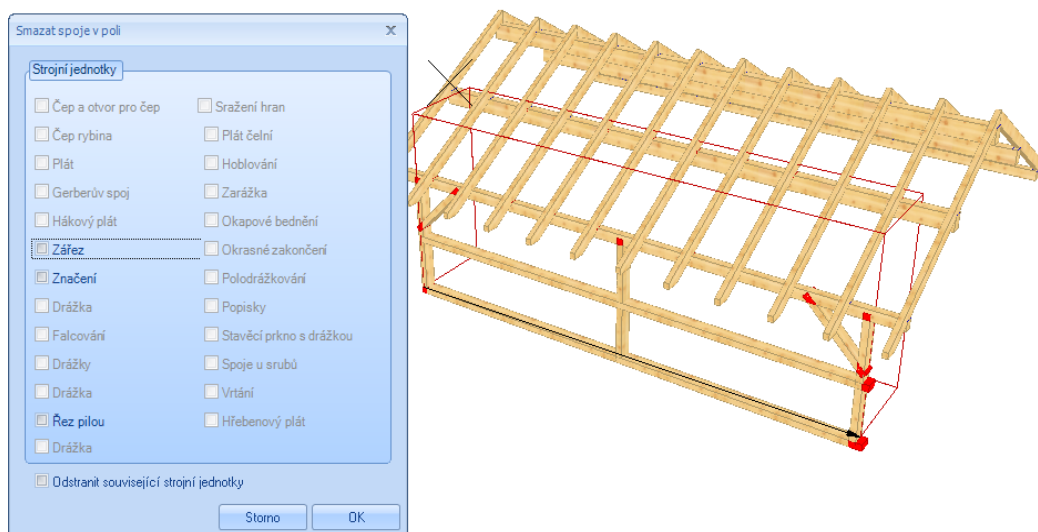 Smazat spoje v poli
Strojní jednotky
Čep a otvor pro čep
Sražení hran
Čep rybina
Plát čelní
Plát
Hoblování
Gerberův spoj
Zarážka
Hákový plát
Okapové bednění
Zářez
Okrasné zakončení
Značení
Polodrážkování
Drážka
Popisky
Falcování
Stavěcí prkno s drážkou
Drážky
Spoje u srubů
Drážka
Vrtání
Řez pilou
Hřebenový plát
Drážka
Odstranit související strojní jednotky
Storno
OK